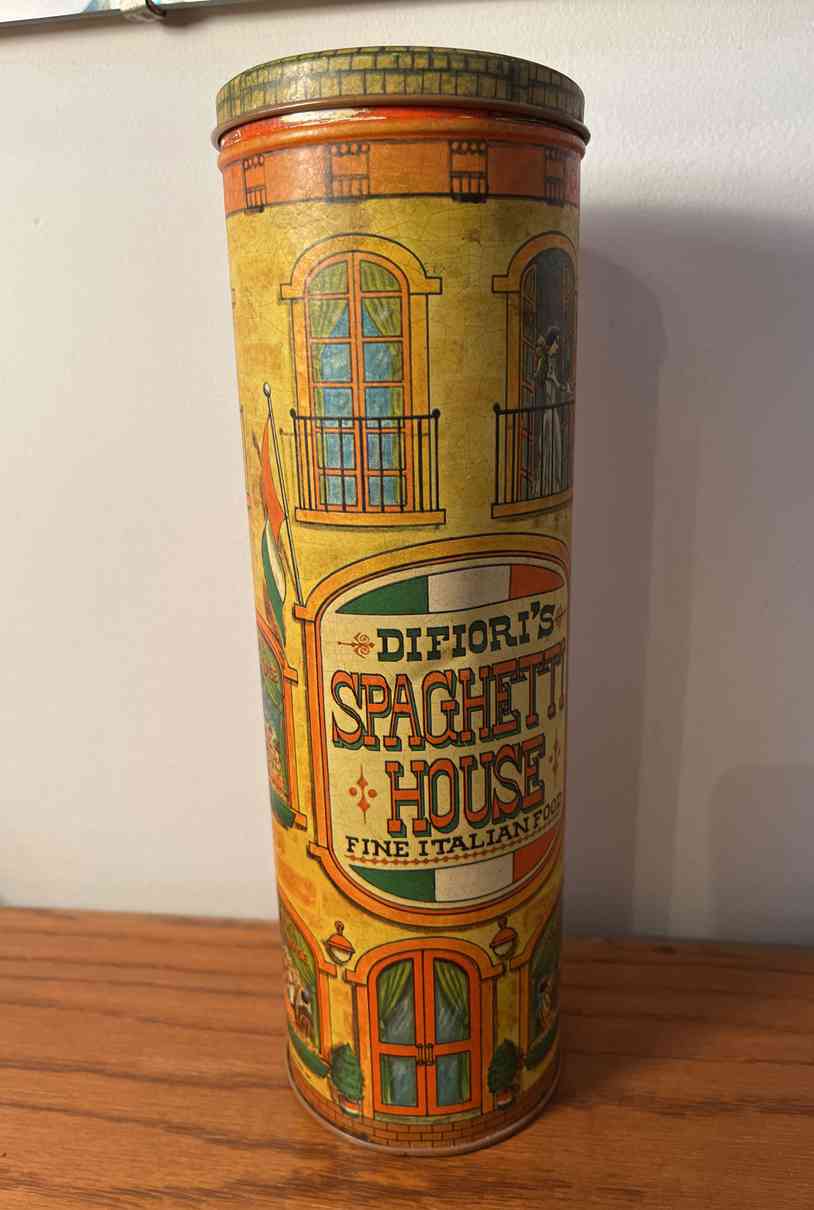 DIFIORI'S
SPAGHETTI
HOUSE
FINE ITALIAN FOOD